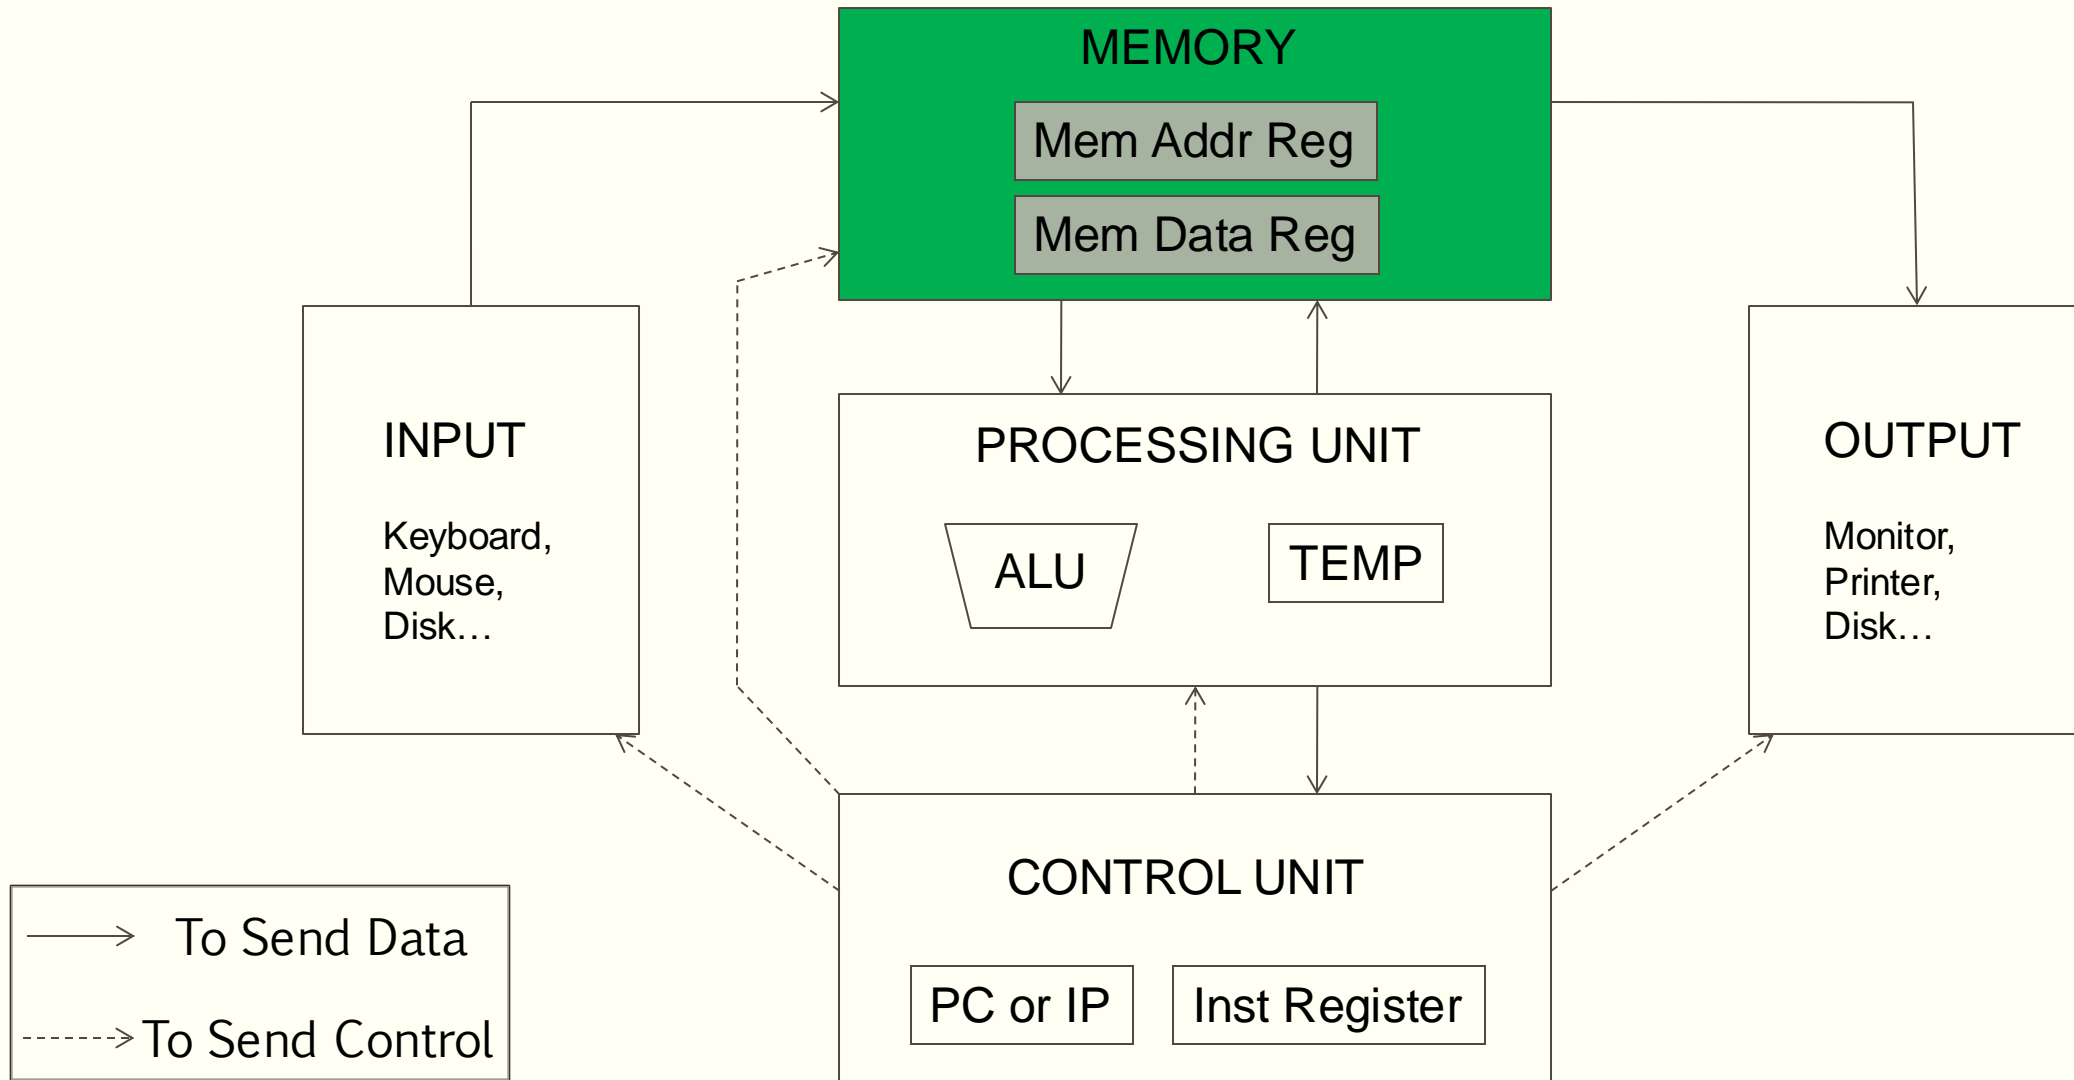 MEMORY
Mem Addr Reg
Mem Data Reg
INPUT
Keyboard,
Mouse,
Disk…
PROCESSING UNIT
ALU
TEMP
OUTPUT
Monitor,
Printer,
Disk…
CONTROL UNIT
PC or IP
Inst Register
To Send Data
To Send Control